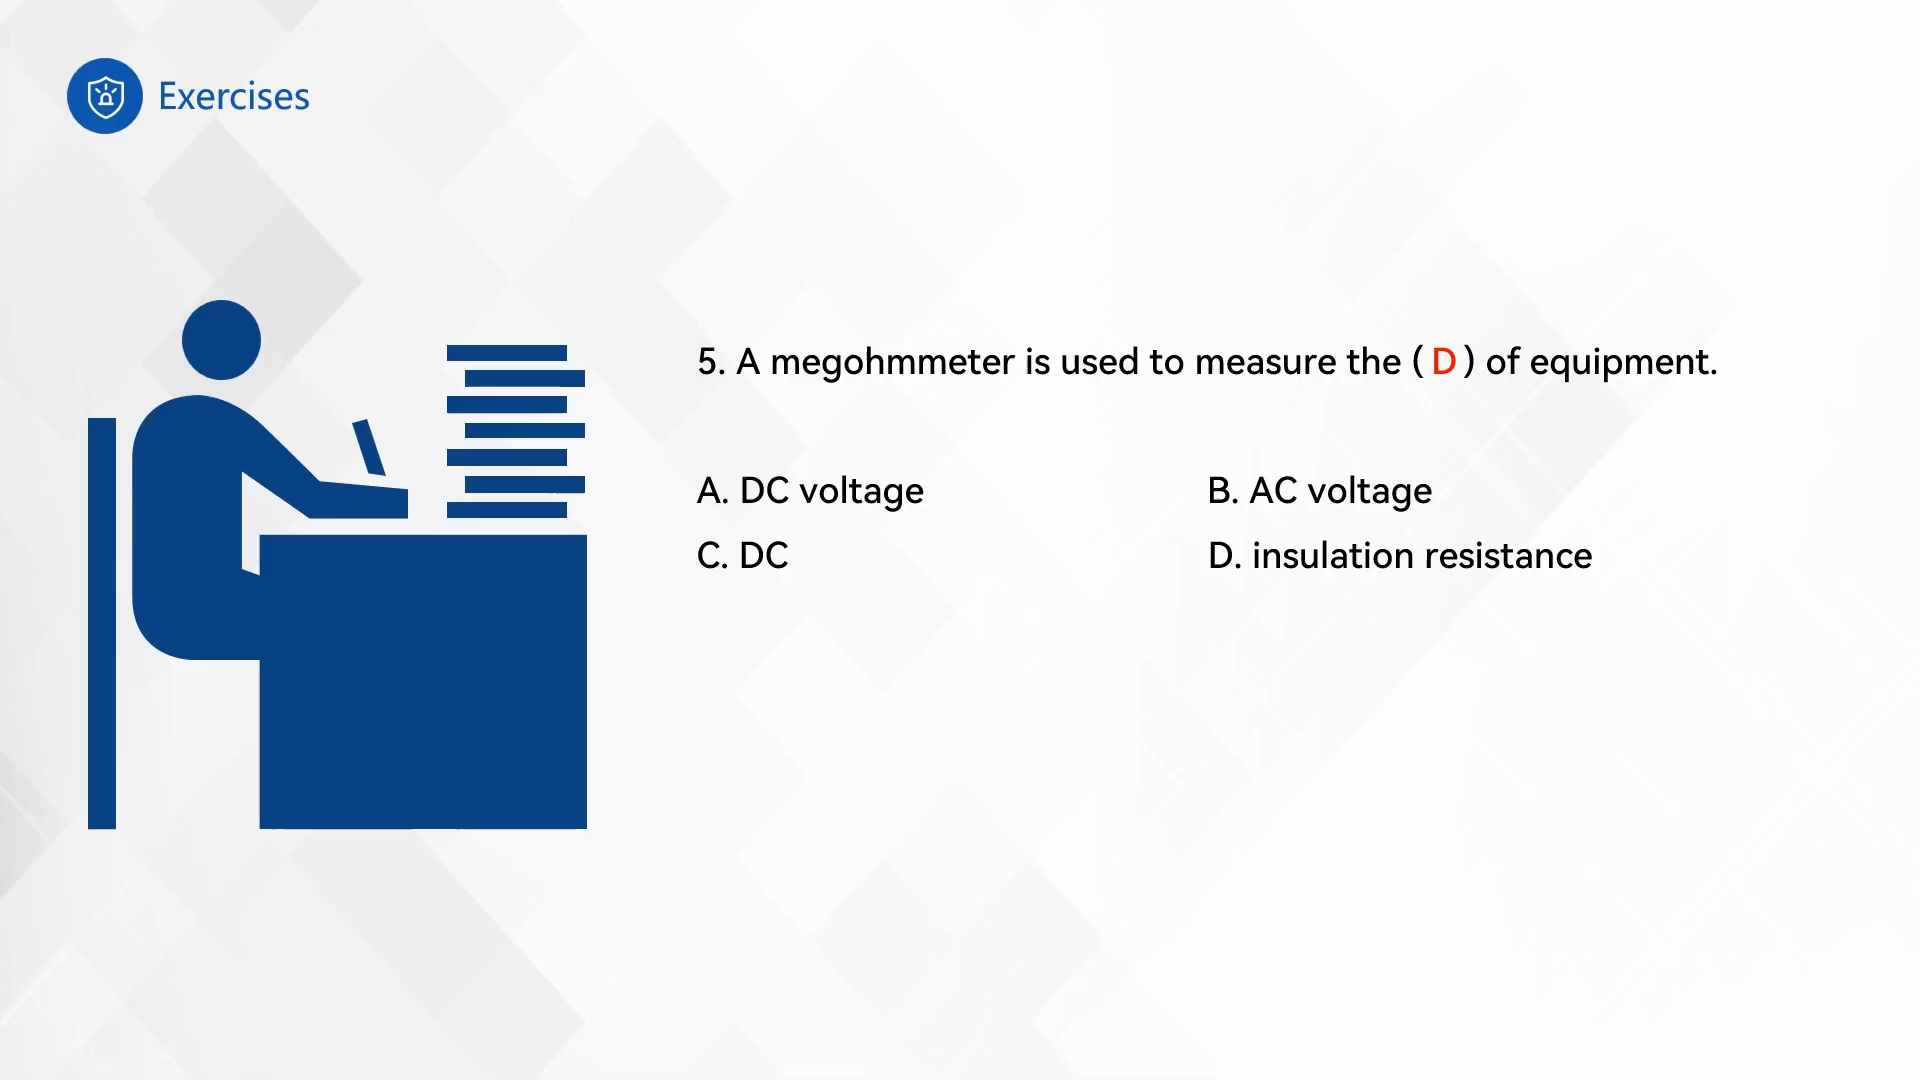 Exercises
5. A megohmmeter is used to measure the ( D ) of equipment.
A. DC voltage
B. AC voltage
C. DC
D. insulation resistance